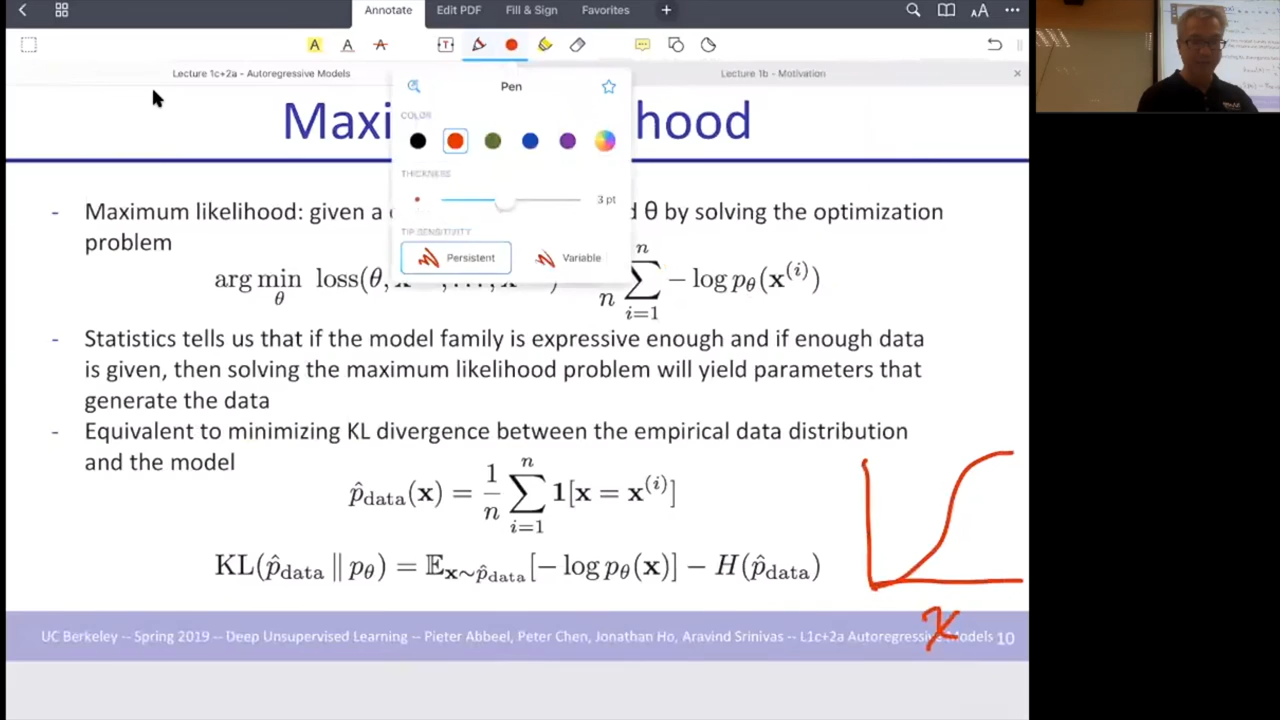 Annotate Edit PDF Fill & Sign Favorites +
A A A T
Lecture 1c+2a - Autoregressive Models Lecture 1b - Motivation
Pen
COLOR
THICKNESS
3 pt
TIP SENSITIVITY
Persistent Variable
Maxi hood
- Maximum likelihood: given a d θ by solving the optimization
problem
arg min_θ loss(θ, n ∑_{i=1}^{n} − log p_θ(x^{(i)})
- Statistics tells us that if the model family is expressive enough and if enough data
is given, then solving the maximum likelihood problem will yield parameters that
generate the data
- Equivalent to minimizing KL divergence between the empirical data distribution
and the model
p̂_data(x) = 1/n ∑_{i=1}^{n} 1[x = x^{(i)}]
KL(p̂_data ∥ p_θ) = 𝔼_{x∼p̂_data}[− log p_θ(x)] − H(p̂_data)
x
UC Berkeley -- Spring 2019 -- Deep Unsupervised Learning -- Pieter Abbeel, Peter Chen, Jonathan Ho, Aravind Srinivas -- L1c+2a Autoregressive Models 10